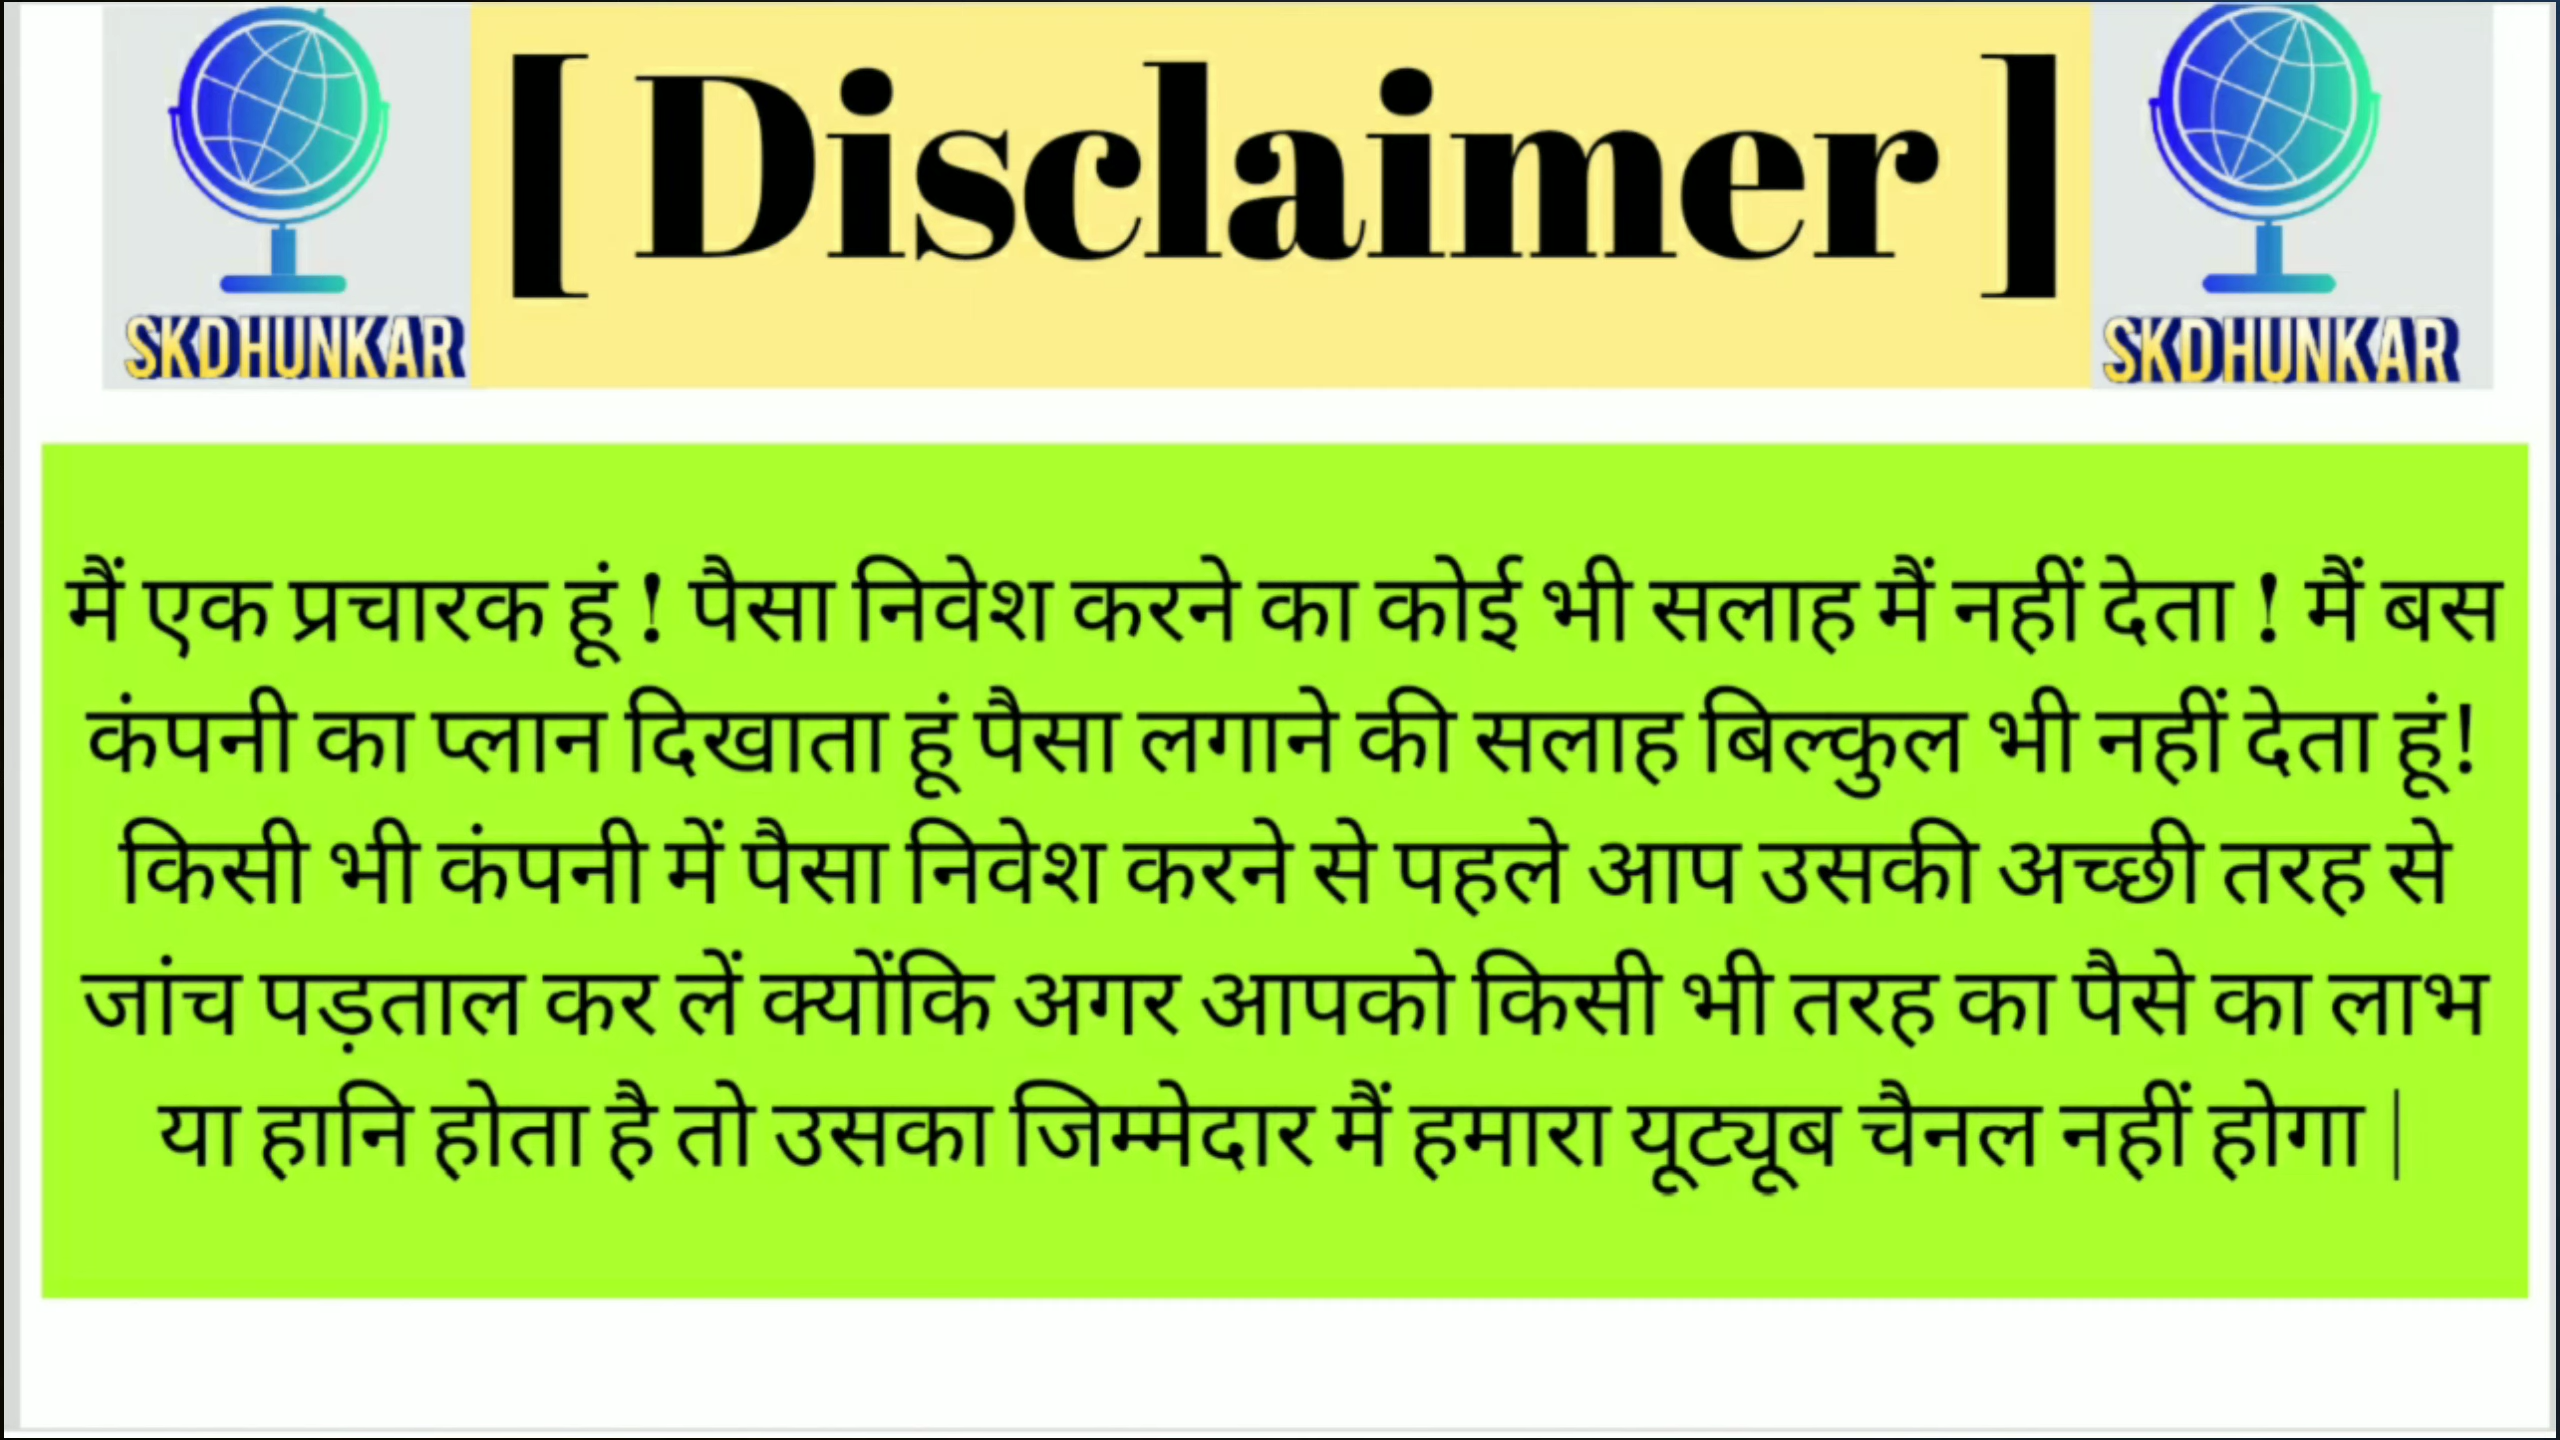 [ Disclaimer ]
SKDHUNKAR
SKDHUNKAR
मैं एक प्रचारक हूं ! पैसा निवेश करने का कोई भी सलाह मैं नहीं देता ! मैं बस
कंपनी का प्लान दिखाता हूं पैसा लगाने की सलाह बिल्कुल भी नहीं देता हूं!
किसी भी कंपनी में पैसा निवेश करने से पहले आप उसकी अच्छी तरह से
जांच पड़ताल कर लें क्योंकि अगर आपको किसी भी तरह का पैसे का लाभ
या हानि होता है तो उसका जिम्मेदार मैं हमारा यूट्यूब चैनल नहीं होगा |